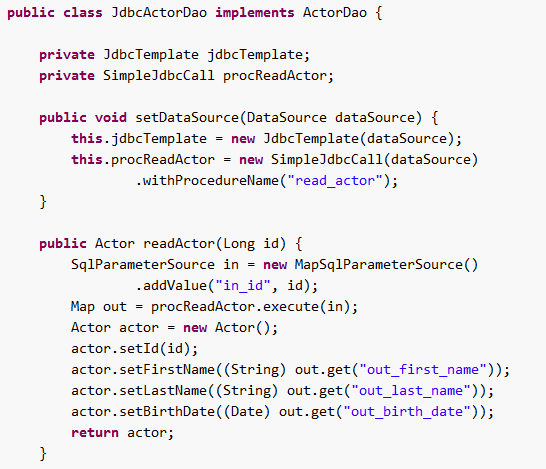 public class JdbcActorDao implements ActorDao {
private JdbcTemplate jdbcTemplate;
private SimpleJdbcCall procReadActor;
public void setDataSource(DataSource dataSource) {
this.jdbcTemplate = new JdbcTemplate(dataSource);
this.procReadActor = new SimpleJdbcCall(dataSource)
.withProcedureName("read_actor");
}
public Actor readActor(Long id) {
SqlParameterSource in = new MapSqlParameterSource()
.addValue("in_id", id);
Map out = procReadActor.execute(in);
Actor actor = new Actor();
actor.setId(id);
actor.setFirstName((String) out.get("out_first_name"));
actor.setLastName((String) out.get("out_last_name"));
actor.setBirthDate((Date) out.get("out_birth_date"));
return actor;
}